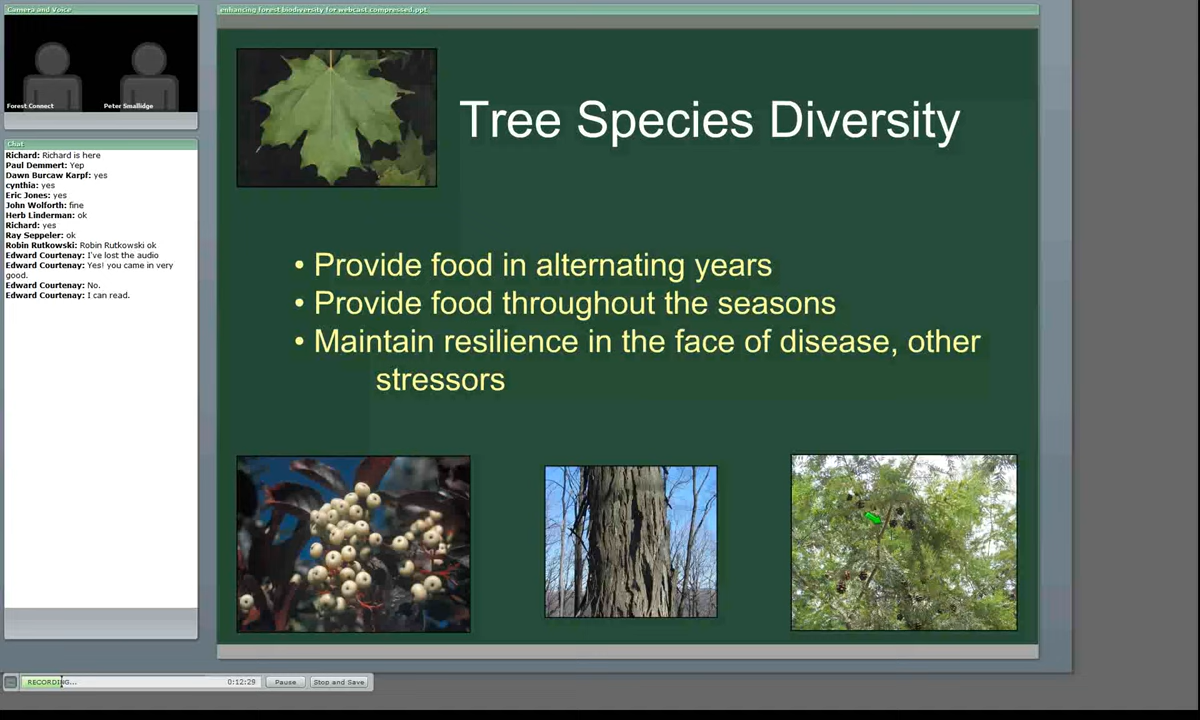 Camera and Voice
Forest Connect
Peter Smallidge
Chat
Richard: Richard is here
Paul Demmert: Yep
Dawn Burcaw Karpf: yes
cynthia: yes
Eric Jones: yes
John Wolforth: fine
Herb Linderman: ok
Richard: yes
Ray Seppeler: ok
Robin Rutkowski: Robin Rutkowski ok
Edward Courtenay: I've lost the audio
Edward Courtenay: Yes! you came in very
good.
Edward Courtenay: No.
Edward Courtenay: I can read.
enhancing forest biodiversity for webcast compressed.ppt
Tree Species Diversity
• Provide food in alternating years
• Provide food throughout the seasons
• Maintain resilience in the face of disease, other
stressors
RECORDING...
0:12:29
Pause
Stop and Save